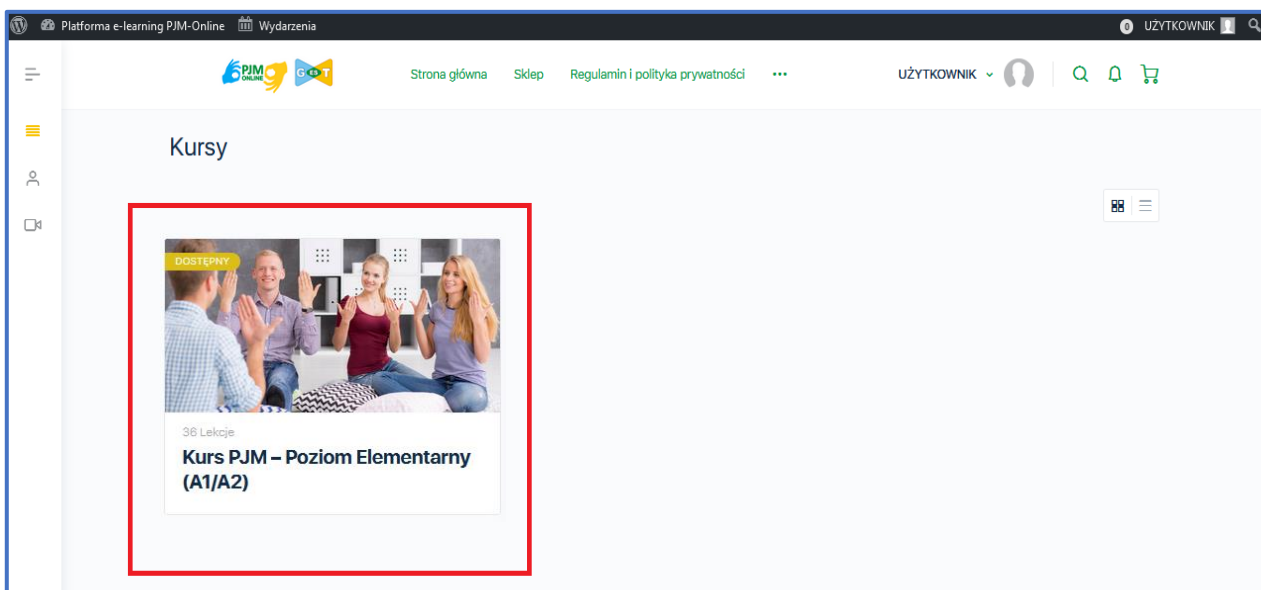 Platforma e-learning PJM-Online Wydarzenia 0 UŻYTKOWNIK
PJM ONLINE GEST Strona główna Sklep Regulamin i polityka prywatności ••• UŻYTKOWNIK
Kursy
DOSTĘPNY
36 Lekcje
Kurs PJM – Poziom Elementarny
(A1/A2)